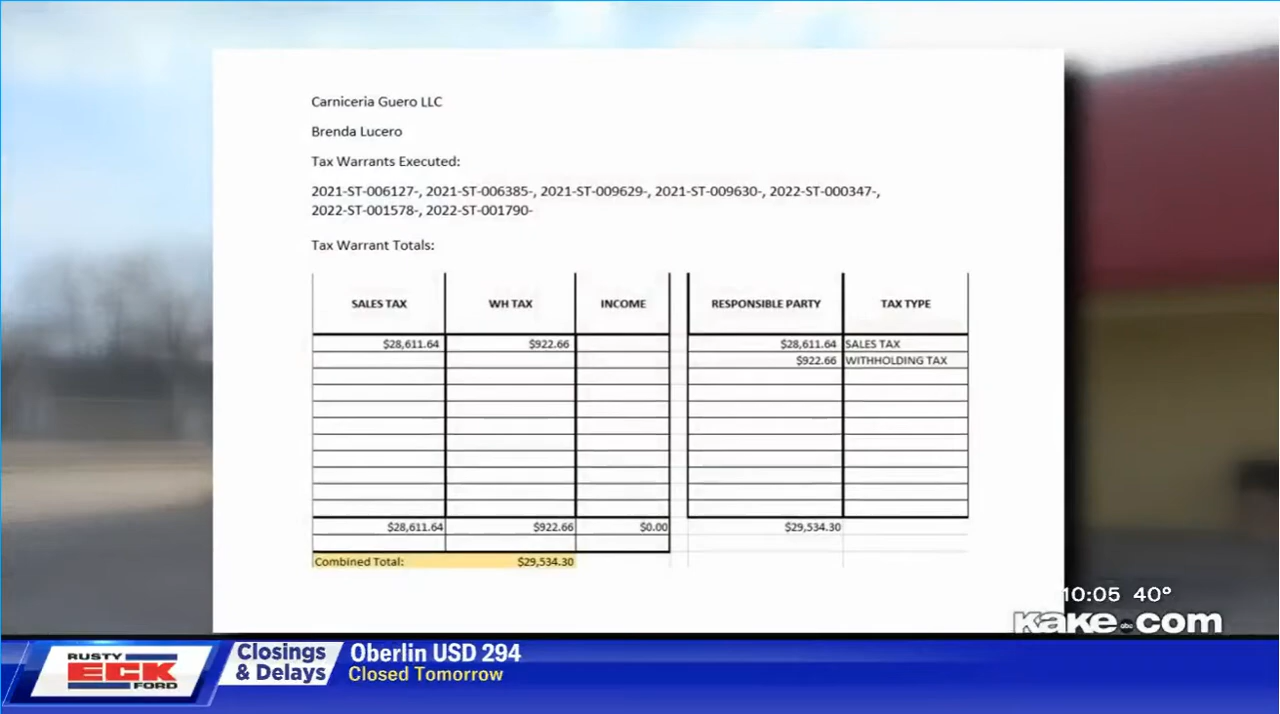 Carniceria Guero LLC
Brenda Lucero
Tax Warrants Executed:
2021-ST-006127-, 2021-ST-006385-, 2021-ST-009629-, 2021-ST-009630-, 2022-ST-000347-,
2022-ST-001578-, 2022-ST-001790-
Tax Warrant Totals:
SALES TAX WH TAX INCOME RESPONSIBLE PARTY TAX TYPE
$28,611.64 $922.66 $28,611.64 SALES TAX
$922.66 WITHHOLDING TAX
$28,611.64 $922.66 $0.00 $29,534.30
Combined Total: $29,534.30
10:05 40°
kake.com
abc
RUSTY
ECK
FORD
Closings
& Delays
Oberlin USD 294
Closed Tomorrow